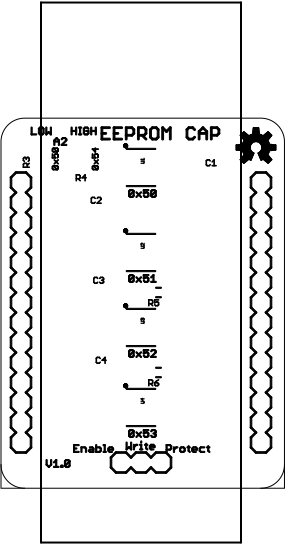 LOW HIGH EEPROM CAP
A2
0x50 0x54
R3
R4
C1
C2
0x50
C3
0x51
R5
0x52
C4
R6
0x53
Enable Write Protect
V1.0